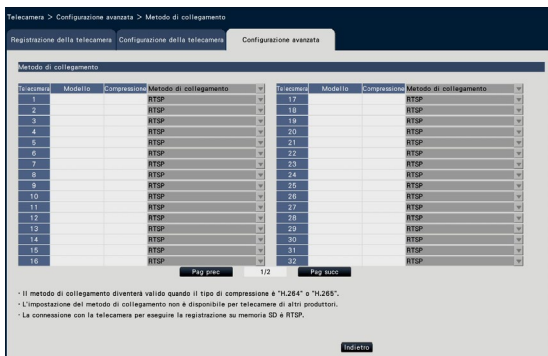 Telecamere > Configurazione avanzata > Metodo di collegamento
Registrazione della telecamera Configurazione della telecamera Configurazione avanzata
Metodo di collegamento
Telecamera Modello Compressione Metodo di collegamento Telecamera Modello Compressione Metodo di collegamento
1 RTSP 17 RTSP
2 RTSP 18 RTSP
3 RTSP 19 RTSP
4 RTSP 20 RTSP
5 RTSP 21 RTSP
6 RTSP 22 RTSP
7 RTSP 23 RTSP
8 RTSP 24 RTSP
9 RTSP 25 RTSP
10 RTSP 26 RTSP
11 RTSP 27 RTSP
12 RTSP 28 RTSP
13 RTSP 29 RTSP
14 RTSP 30 RTSP
15 RTSP 31 RTSP
16 RTSP 32 RTSP
Pag prec 1/2 Pag succ
· Il metodo di collegamento diventerà valido quando il tipo di compressione è "H.264" o "H.265".
· L'impostazione del metodo di collegamento non è disponibile per telecamere di altri produttori.
· La connessione con la telecamera per eseguire la registrazione su memoria SD è RTSP.
Indietro